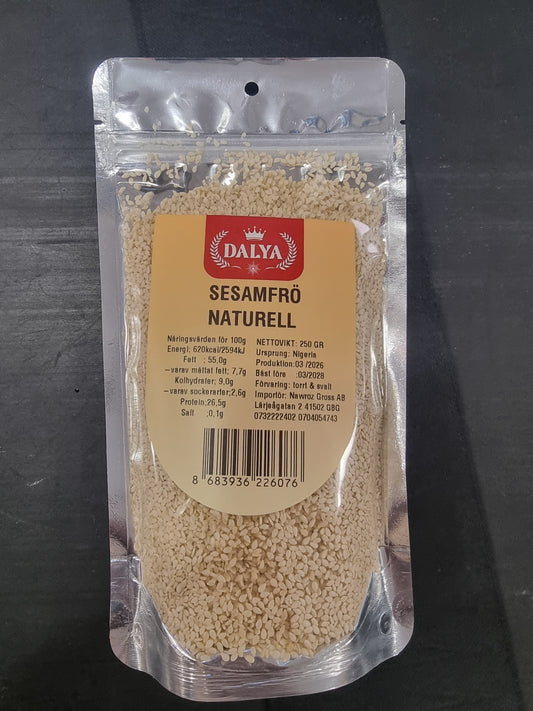 DALYA
SESAMFRÖ
NATURELL
Näringsvärden för 100g
Energi; 620kcal/2594kJ
Fett ; 55,0g
–varav mättat fett; 7,7g
Kolhydrater; 9,0g
–varav sockerarter;2,6g
Protein;26,5g
Salt ;0,1g
NETTOVIKT: 250 GR
Ursprung: Nigeria
Produktion:03 /2026
Bäst före :03/2028
Förvaring: torrt & svalt
Importör: Nawroz Gross AB
Lärjeågatan 2 41502 GBG
0732222402 0704054743
8 683936 226076